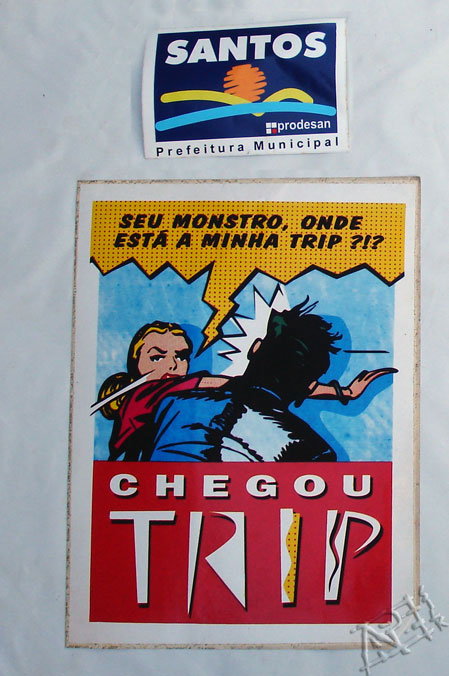 SANTOS
prodesan
Prefeitura Municipal
SEU MONSTRO, ONDE
ESTÁ A MINHA TRIP ?!?
CHEGOU
TRIP